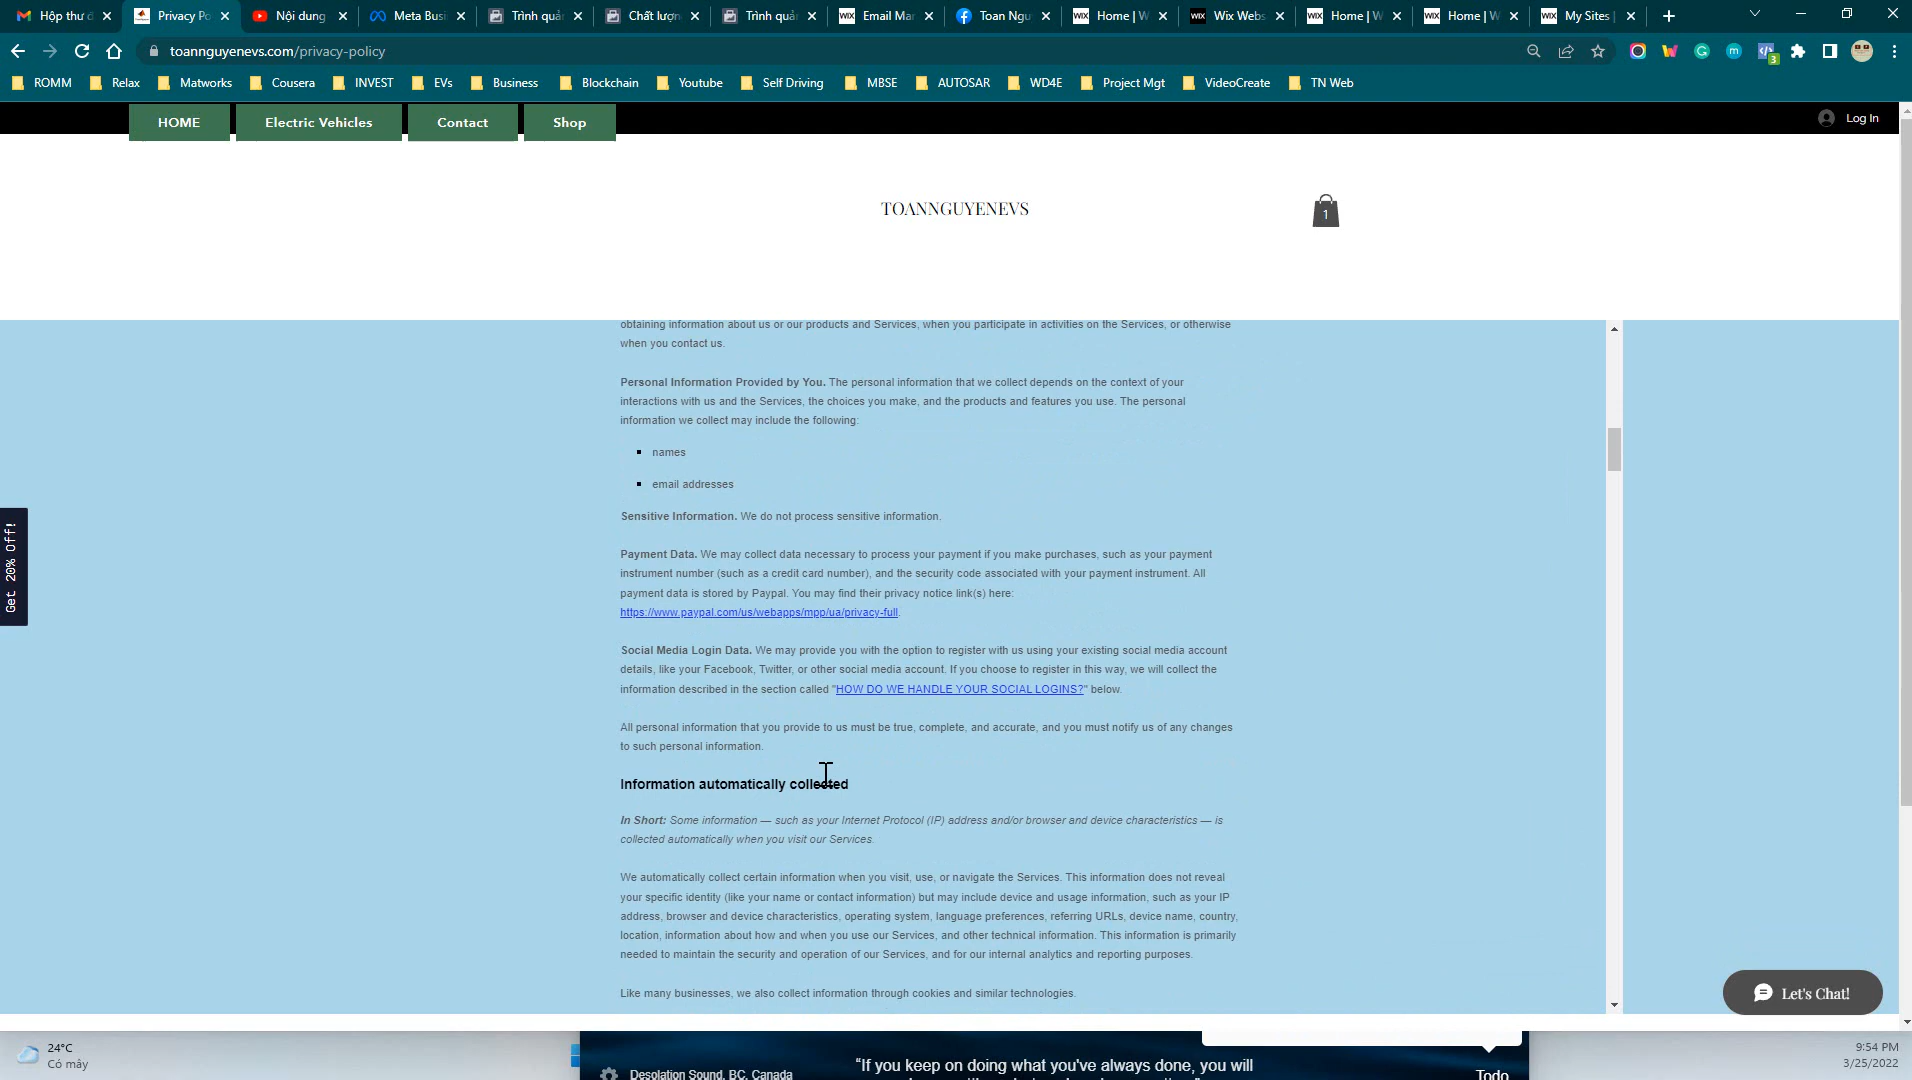 Hộp thư đ
Privacy Po
Nội dung
Meta Busi
Trình quả
Chất lượn
Trình quả
Email Mar
Toan Ngu
Home | W
Wix Webs
Home | W
Home | W
My Sites |
toannguyenevs.com/privacy-policy
3
ROMM
Relax
Matworks
Cousera
INVEST
EVs
Business
Blockchain
Youtube
Self Driving
MBSE
AUTOSAR
WD4E
Project Mgt
VideoCreate
TN Web
HOME
Electric Vehicles
Contact
Shop
Log In
TOANNGUYENEVS
1
obtaining information about us or our products and Services, when you participate in activities on the Services, or otherwise
when you contact us.
Personal Information Provided by You. The personal information that we collect depends on the context of your
interactions with us and the Services, the choices you make, and the products and features you use. The personal
information we collect may include the following:
names
email addresses
Sensitive Information. We do not process sensitive information.
Payment Data. We may collect data necessary to process your payment if you make purchases, such as your payment
instrument number (such as a credit card number), and the security code associated with your payment instrument. All
payment data is stored by Paypal. You may find their privacy notice link(s) here:
https://www.paypal.com/us/webapps/mpp/ua/privacy-full.
Social Media Login Data. We may provide you with the option to register with us using your existing social media account
details, like your Facebook, Twitter, or other social media account. If you choose to register in this way, we will collect the
information described in the section called "HOW DO WE HANDLE YOUR SOCIAL LOGINS?" below.
All personal information that you provide to us must be true, complete, and accurate, and you must notify us of any changes
to such personal information.
Information automatically collected
In Short: Some information — such as your Internet Protocol (IP) address and/or browser and device characteristics — is
collected automatically when you visit our Services.
We automatically collect certain information when you visit, use, or navigate the Services. This information does not reveal
your specific identity (like your name or contact information) but may include device and usage information, such as your IP
address, browser and device characteristics, operating system, language preferences, referring URLs, device name, country,
location, information about how and when you use our Services, and other technical information. This information is primarily
needed to maintain the security and operation of our Services, and for our internal analytics and reporting purposes.
Like many businesses, we also collect information through cookies and similar technologies.
Get 20% Off!
Let's Chat!
24°C
Có mây
Desolation Sound, BC, Canada
“If you keep on doing what you've always done, you will
Todo
9:54 PM
3/25/2022